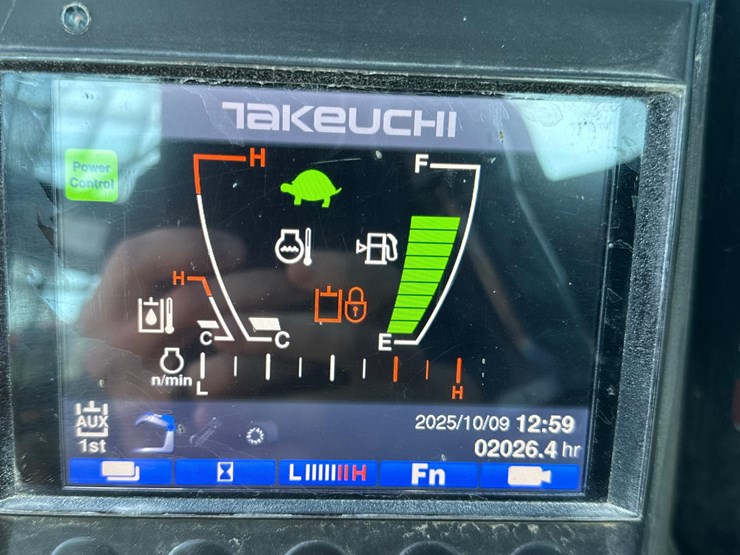 TAKEUCHI
Power
Control
H
F
H
C
C
E
n/min
L
H
AUX
1st
2025/10/09 12:59
02026.4 hr
L H
Fn